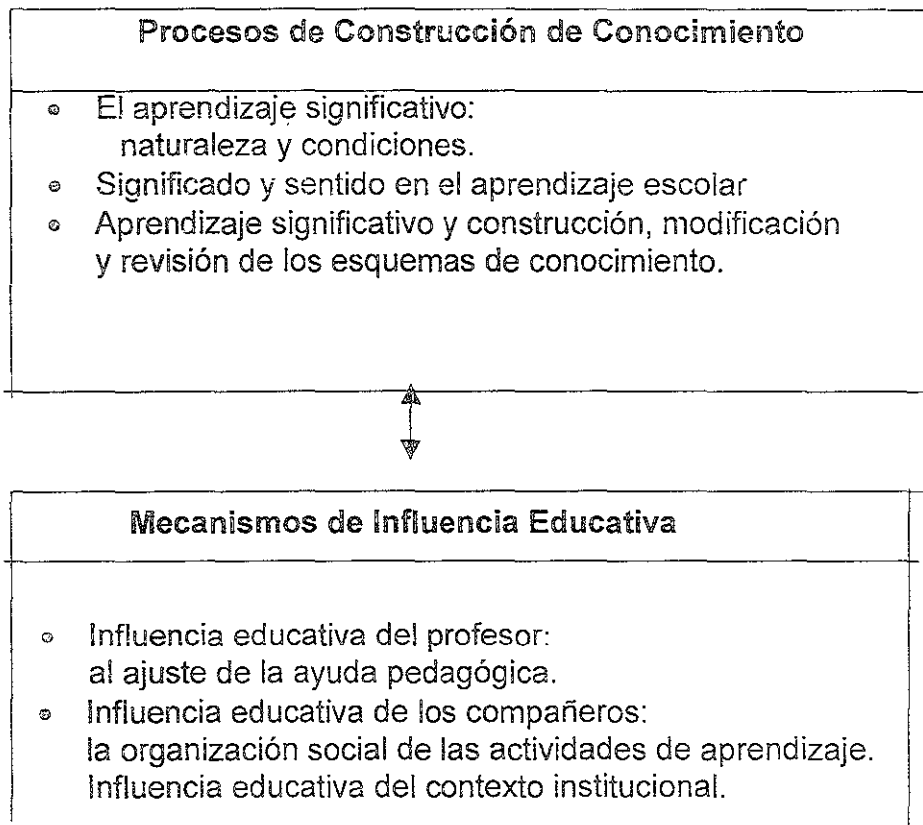 Procesos de Construcción de Conocimiento
El aprendizaje significativo:
naturaleza y condiciones.
Significado y sentido en el aprendizaje escolar
Aprendizaje significativo y construcción, modificación
y revisión de los esquemas de conocimiento.
Mecanismos de Influencia Educativa
Influencia educativa del profesor:
al ajuste de la ayuda pedagógica.
Influencia educativa de los compañeros:
la organización social de las actividades de aprendizaje.
Influencia educativa del contexto institucional.